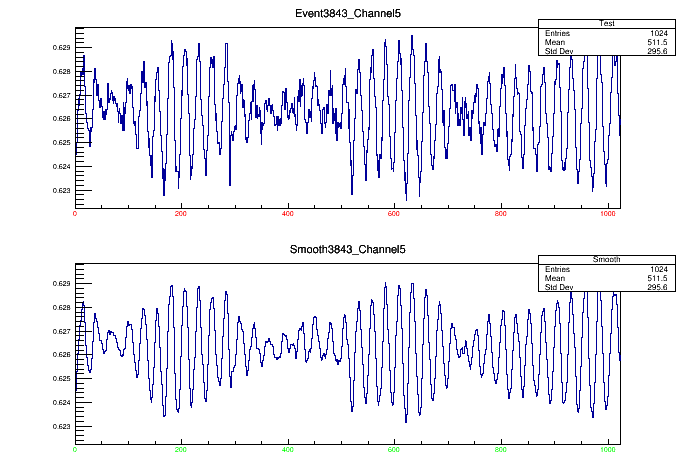 Event3843_Channel5
Test
Entries 1024
Mean 511.5
Std Dev 295.6
0.629
0.628
0.627
0.626
0.625
0.624
0.623
0 200 400 600 800 1000
Smooth3843_Channel5
Smooth
Entries 1024
Mean 511.5
Std Dev 295.6
0.629
0.628
0.627
0.626
0.625
0.624
0.623
0 200 400 600 800 1000